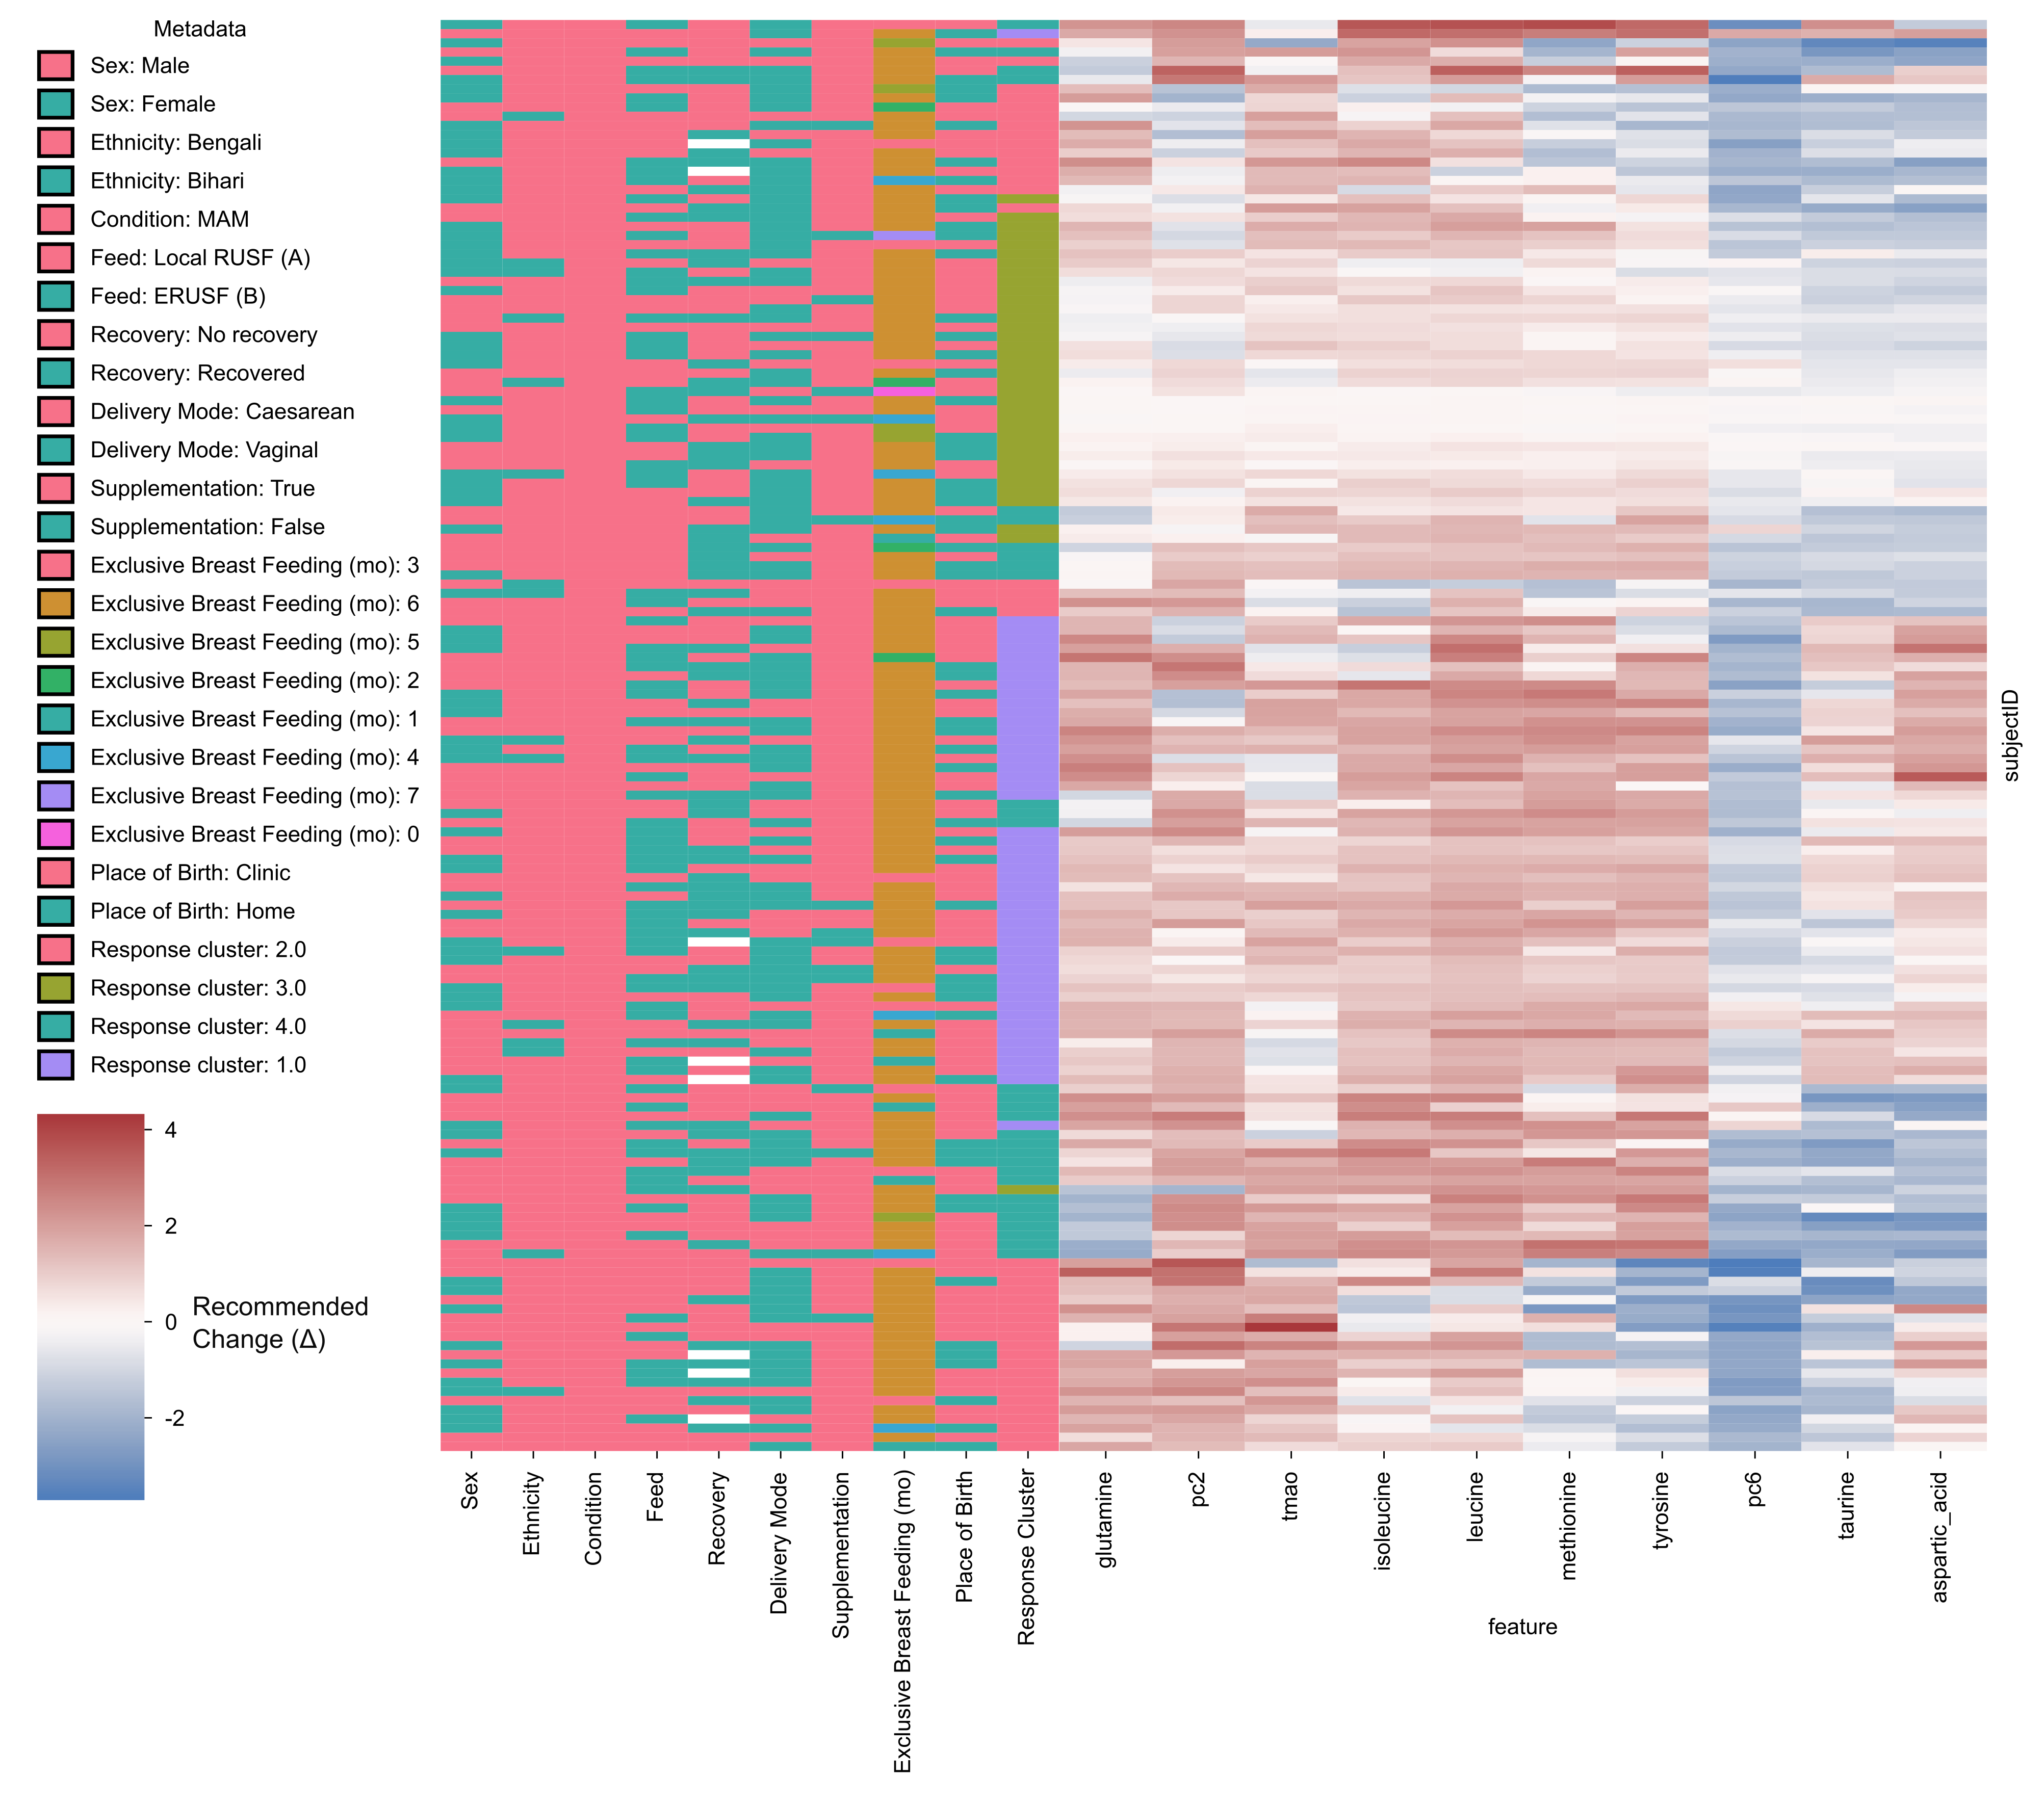 Metadata
Sex: Male
Sex: Female
Ethnicity: Bengali
Ethnicity: Bihari
Condition: MAM
Feed: Local RUSF (A)
Feed: ERUSF (B)
Recovery: No recovery
Recovery: Recovered
Delivery Mode: Caesarean
Delivery Mode: Vaginal
Supplementation: True
Supplementation: False
Exclusive Breast Feeding (mo): 3
Exclusive Breast Feeding (mo): 6
Exclusive Breast Feeding (mo): 5
Exclusive Breast Feeding (mo): 2
Exclusive Breast Feeding (mo): 1
Exclusive Breast Feeding (mo): 4
Exclusive Breast Feeding (mo): 7
Exclusive Breast Feeding (mo): 0
Place of Birth: Clinic
Place of Birth: Home
Response cluster: 2.0
Response cluster: 3.0
Response cluster: 4.0
Response cluster: 1.0
4
2
0
-2
Recommended
Change (Δ)
Sex
Ethnicity
Condition
Feed
Recovery
Delivery Mode
Supplementation
Exclusive Breast Feeding (mo)
Place of Birth
Response Cluster
glutamine
pc2
tmao
isoleucine
leucine
methionine
tyrosine
pc6
taurine
aspartic_acid
feature
subjectID